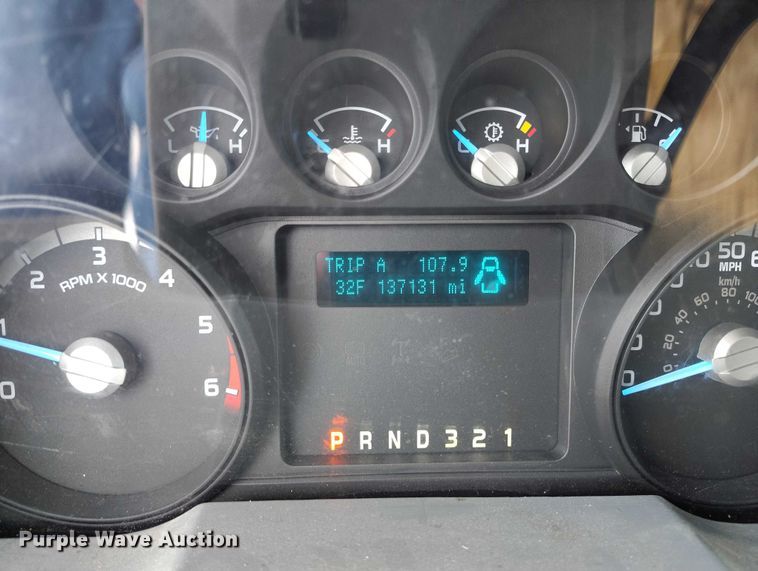 L H
H
L H
1 2 3 4 5 6
0
RPM X 1000
TRIP A 107.9
32F 137131 mi
50
MPH
km/h
80
60
40
20
0
P R N D 3 2 1
Purple Wave Auction